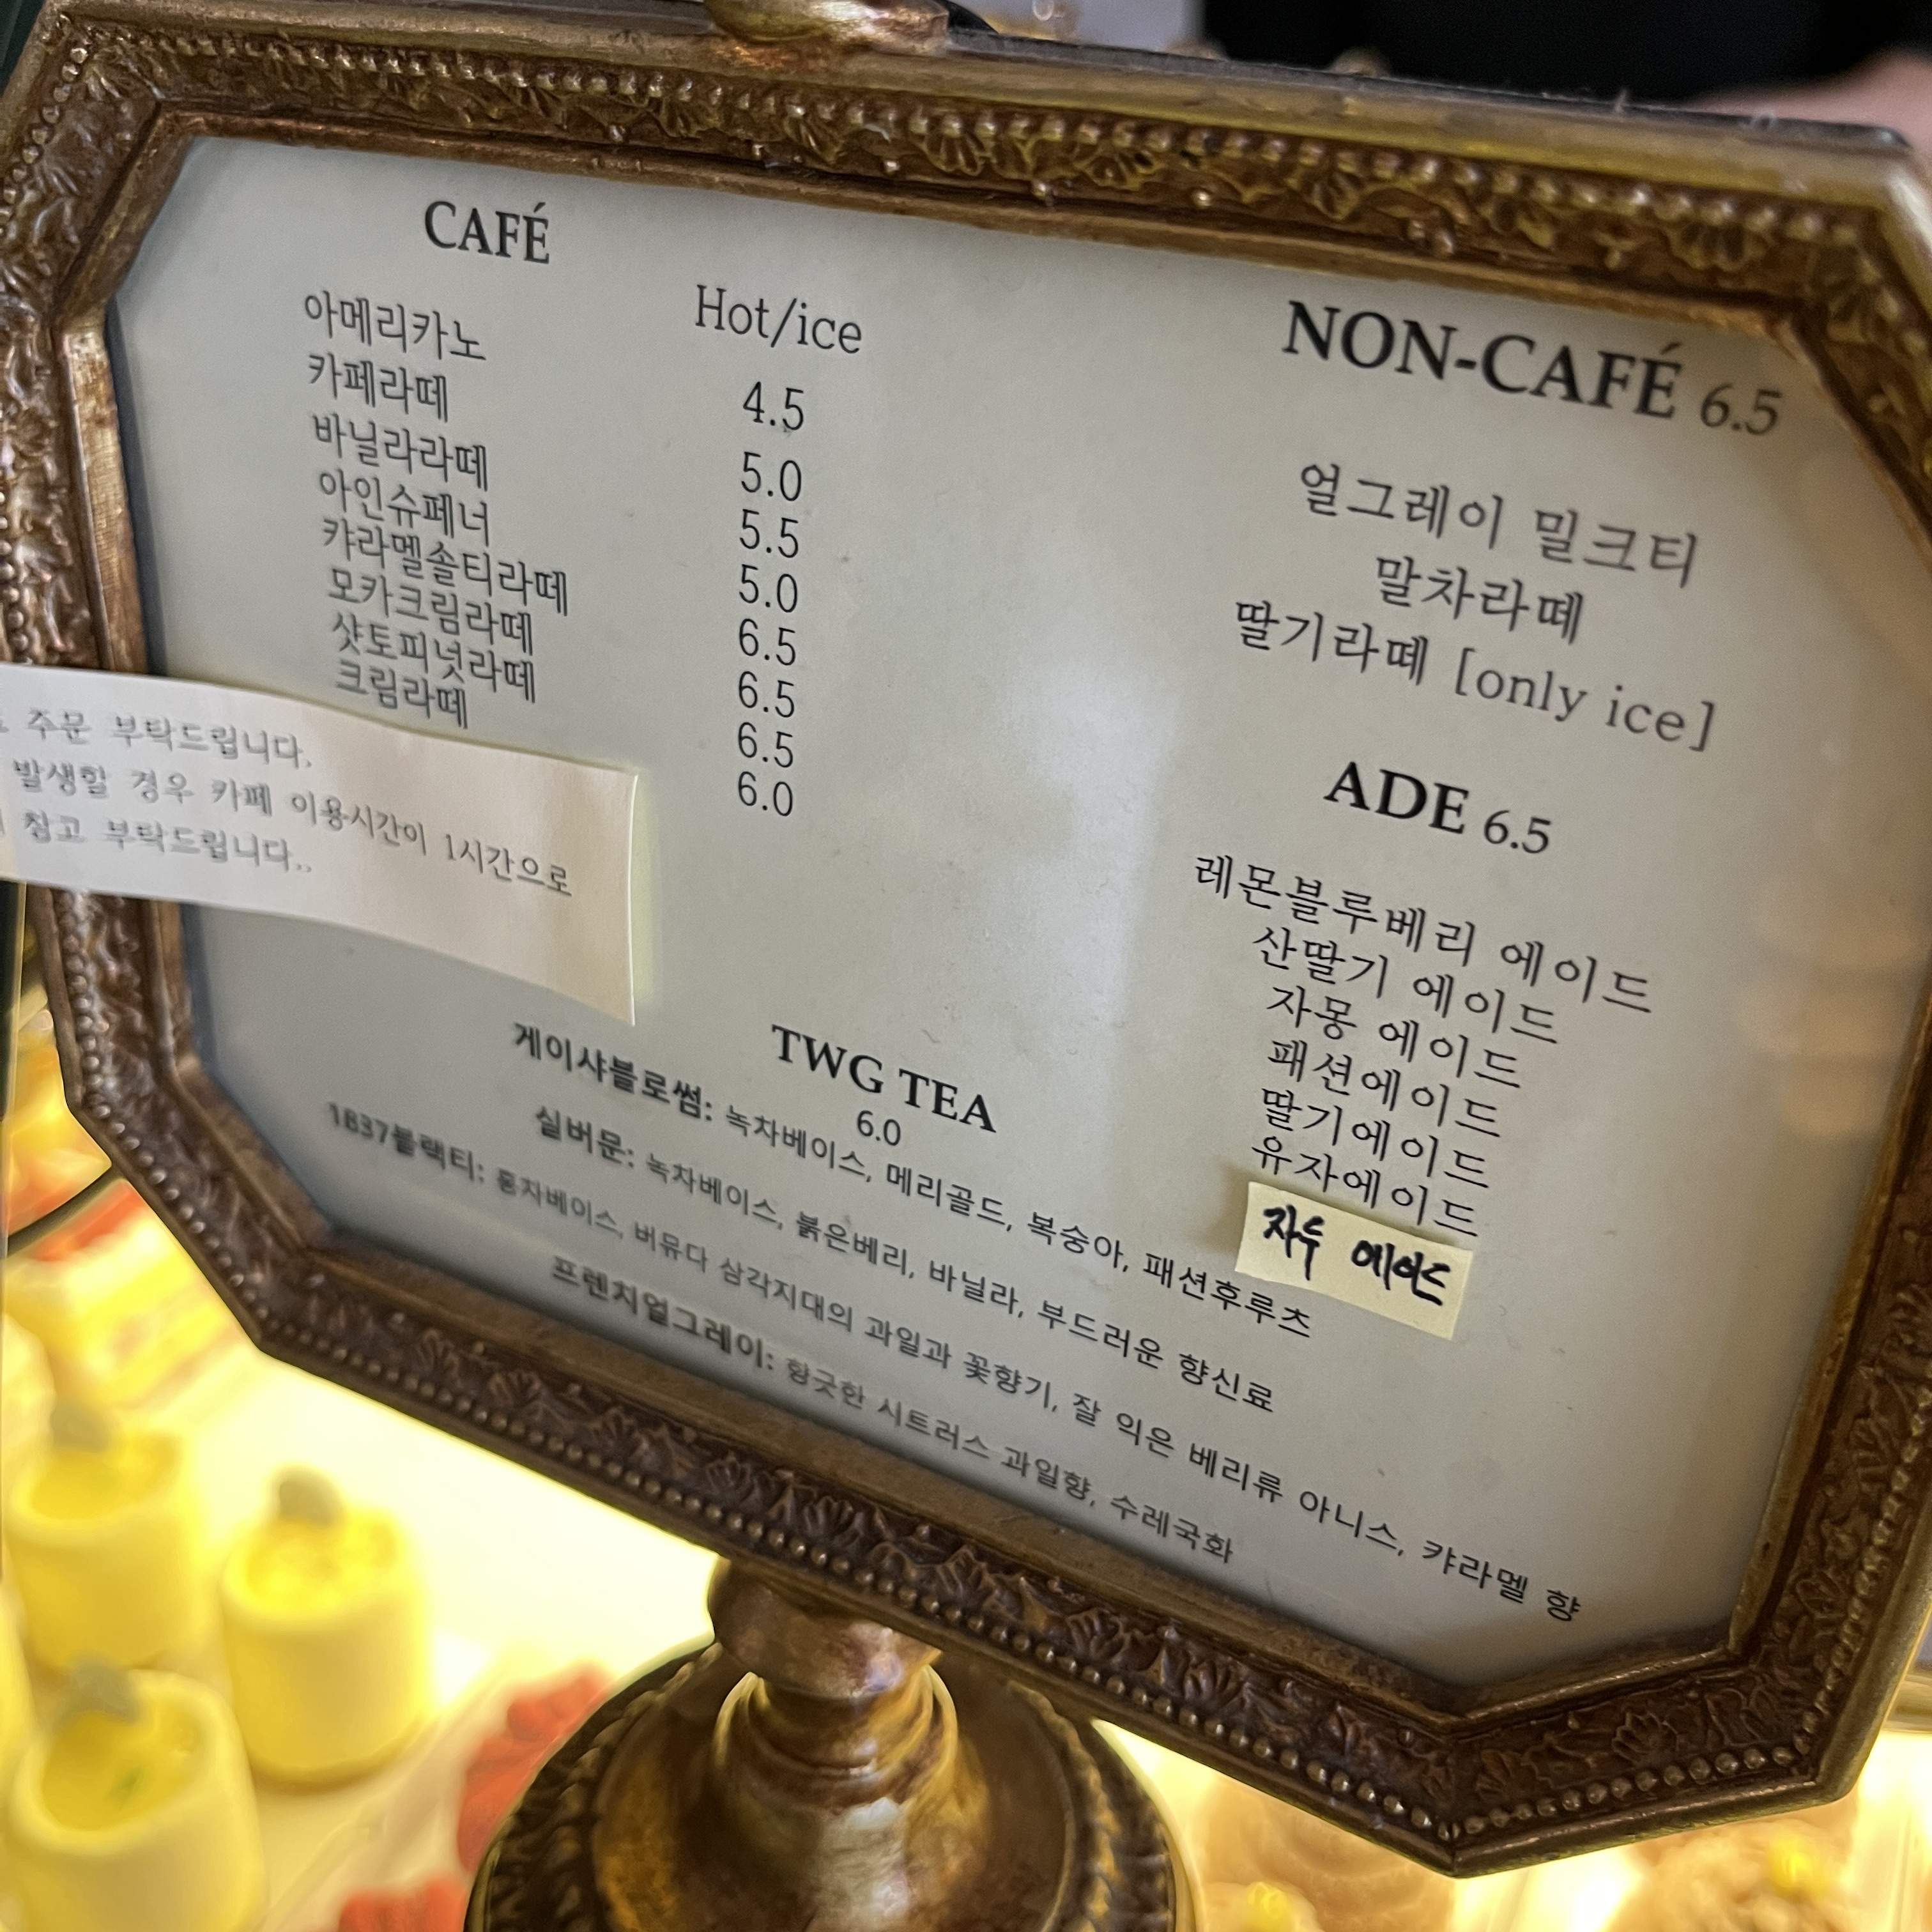 CAFÉ
Hot/ice
아메리카노 4.5
카페라떼 5.0
바닐라라떼 5.5
아인슈페너 5.0
캬라멜솔티라떼 6.5
모카크림라떼 6.5
샷토피넛라떼 6.5
크림라떼 6.0
주문 부탁드립니다.
발생할 경우 카페 이용시간이 1시간으로
참고 부탁드립니다..
NON-CAFÉ 6.5
얼그레이 밀크티
말차라떼
딸기라떼 [only ice]
ADE 6.5
레몬블루베리 에이드
산딸기 에이드
자몽 에이드
패션에이드
딸기에이드
유자에이드
자두 에이드
TWG TEA
6.0
게이샤블로썸: 녹차베이스, 메리골드, 복숭아, 패션후루츠
실버문: 녹차베이스, 붉은베리, 바닐라, 부드러운 향신료
1837블랙티: 홍차베이스, 버뮤다 삼각지대의 과일과 꽃향기, 잘 익은 베리류 아니스, 캬라멜 향
프렌치얼그레이: 향긋한 시트러스 과일향, 수레국화